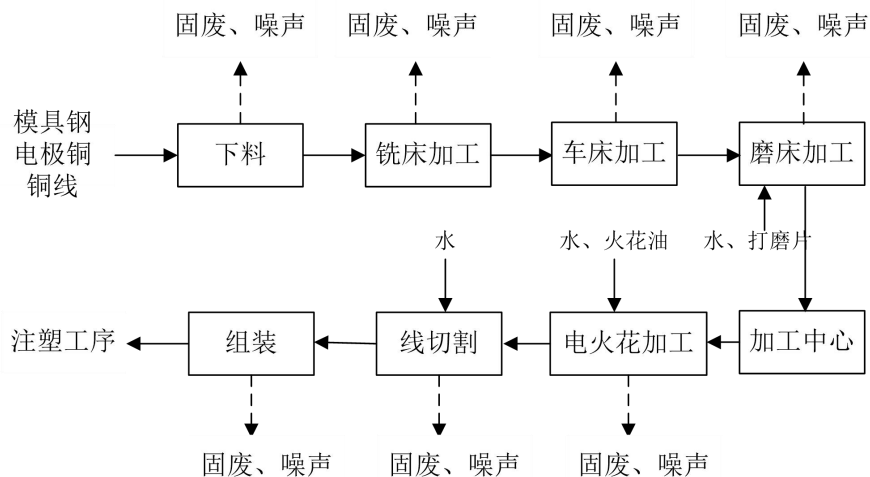 固废、噪声
固废、噪声
固废、噪声
固废、噪声
模具钢
电极铜
铜线
下料
铣床加工
车床加工
磨床加工
水
水、火花油
水、打磨片
注塑工序
组装
线切割
电火花加工
加工中心
固废、噪声
固废、噪声
固废、噪声